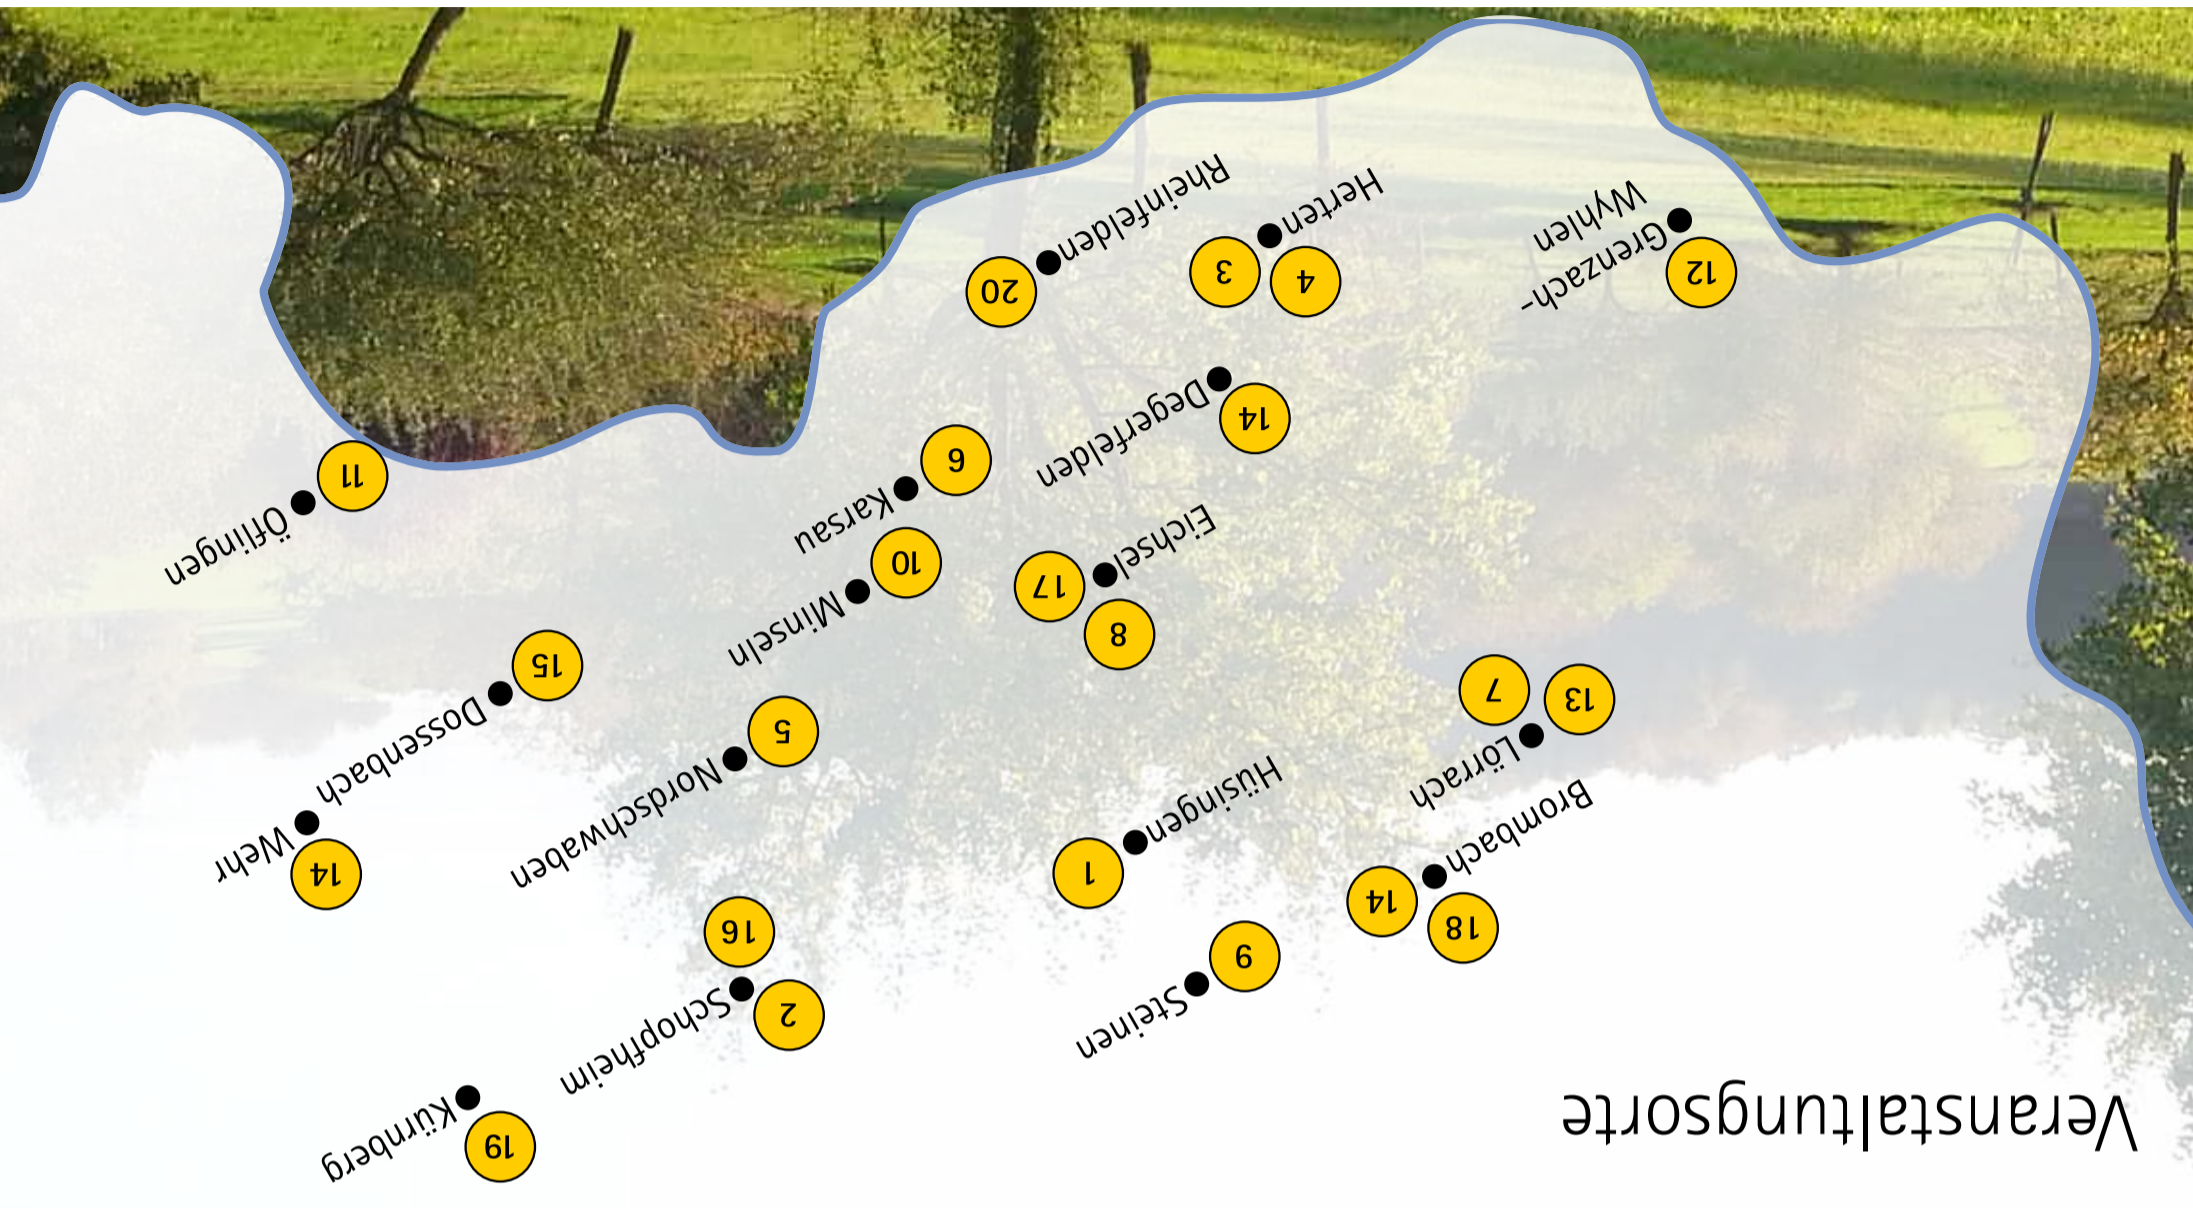 Veranstaltungsorte
19
Kürnberg
2
Schopfheim
16
6
Steinen
18
14
Brombach
1
Hüsingen
14
Wehr
13
7
Lörrach
5
Nordschwaben
15
Dossenbach
8
17
Eichsel
10
Minseln
11
Öflingen
9
Karsau
14
Degerfelden
12
Grenzach-
Wyhlen
4
3
Herten
20
Rheinfelden